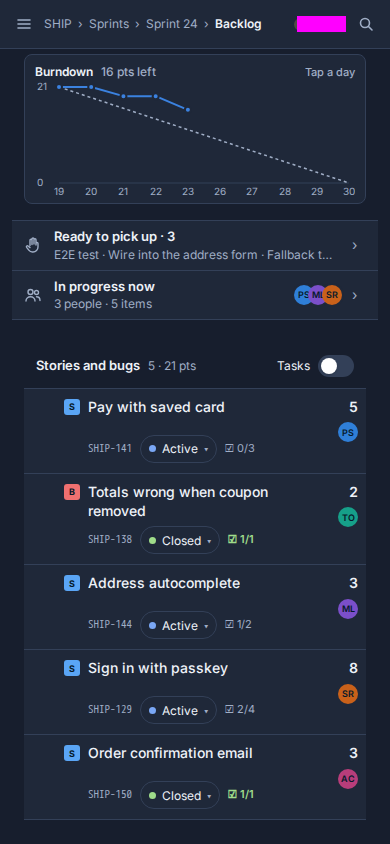 SHIP › Sprints › Sprint 24 › Backlog
Burndown 16 pts left Tap a day
21
0
19 20 21 22 23 24 25 26 27 28 29 30
Ready to pick up · 3
E2E test · Wire into the address form · Fallback t…
In progress now
3 people · 5 items
PS ML SR
Stories and bugs 5 · 21 pts Tasks
S Pay with saved card 5
PS
SHIP-141 Active 0/3
B Totals wrong when coupon removed 2
TO
SHIP-138 Closed 1/1
S Address autocomplete 3
ML
SHIP-144 Active 1/2
S Sign in with passkey 8
SR
SHIP-129 Active 2/4
S Order confirmation email 3
AC
SHIP-150 Closed 1/1